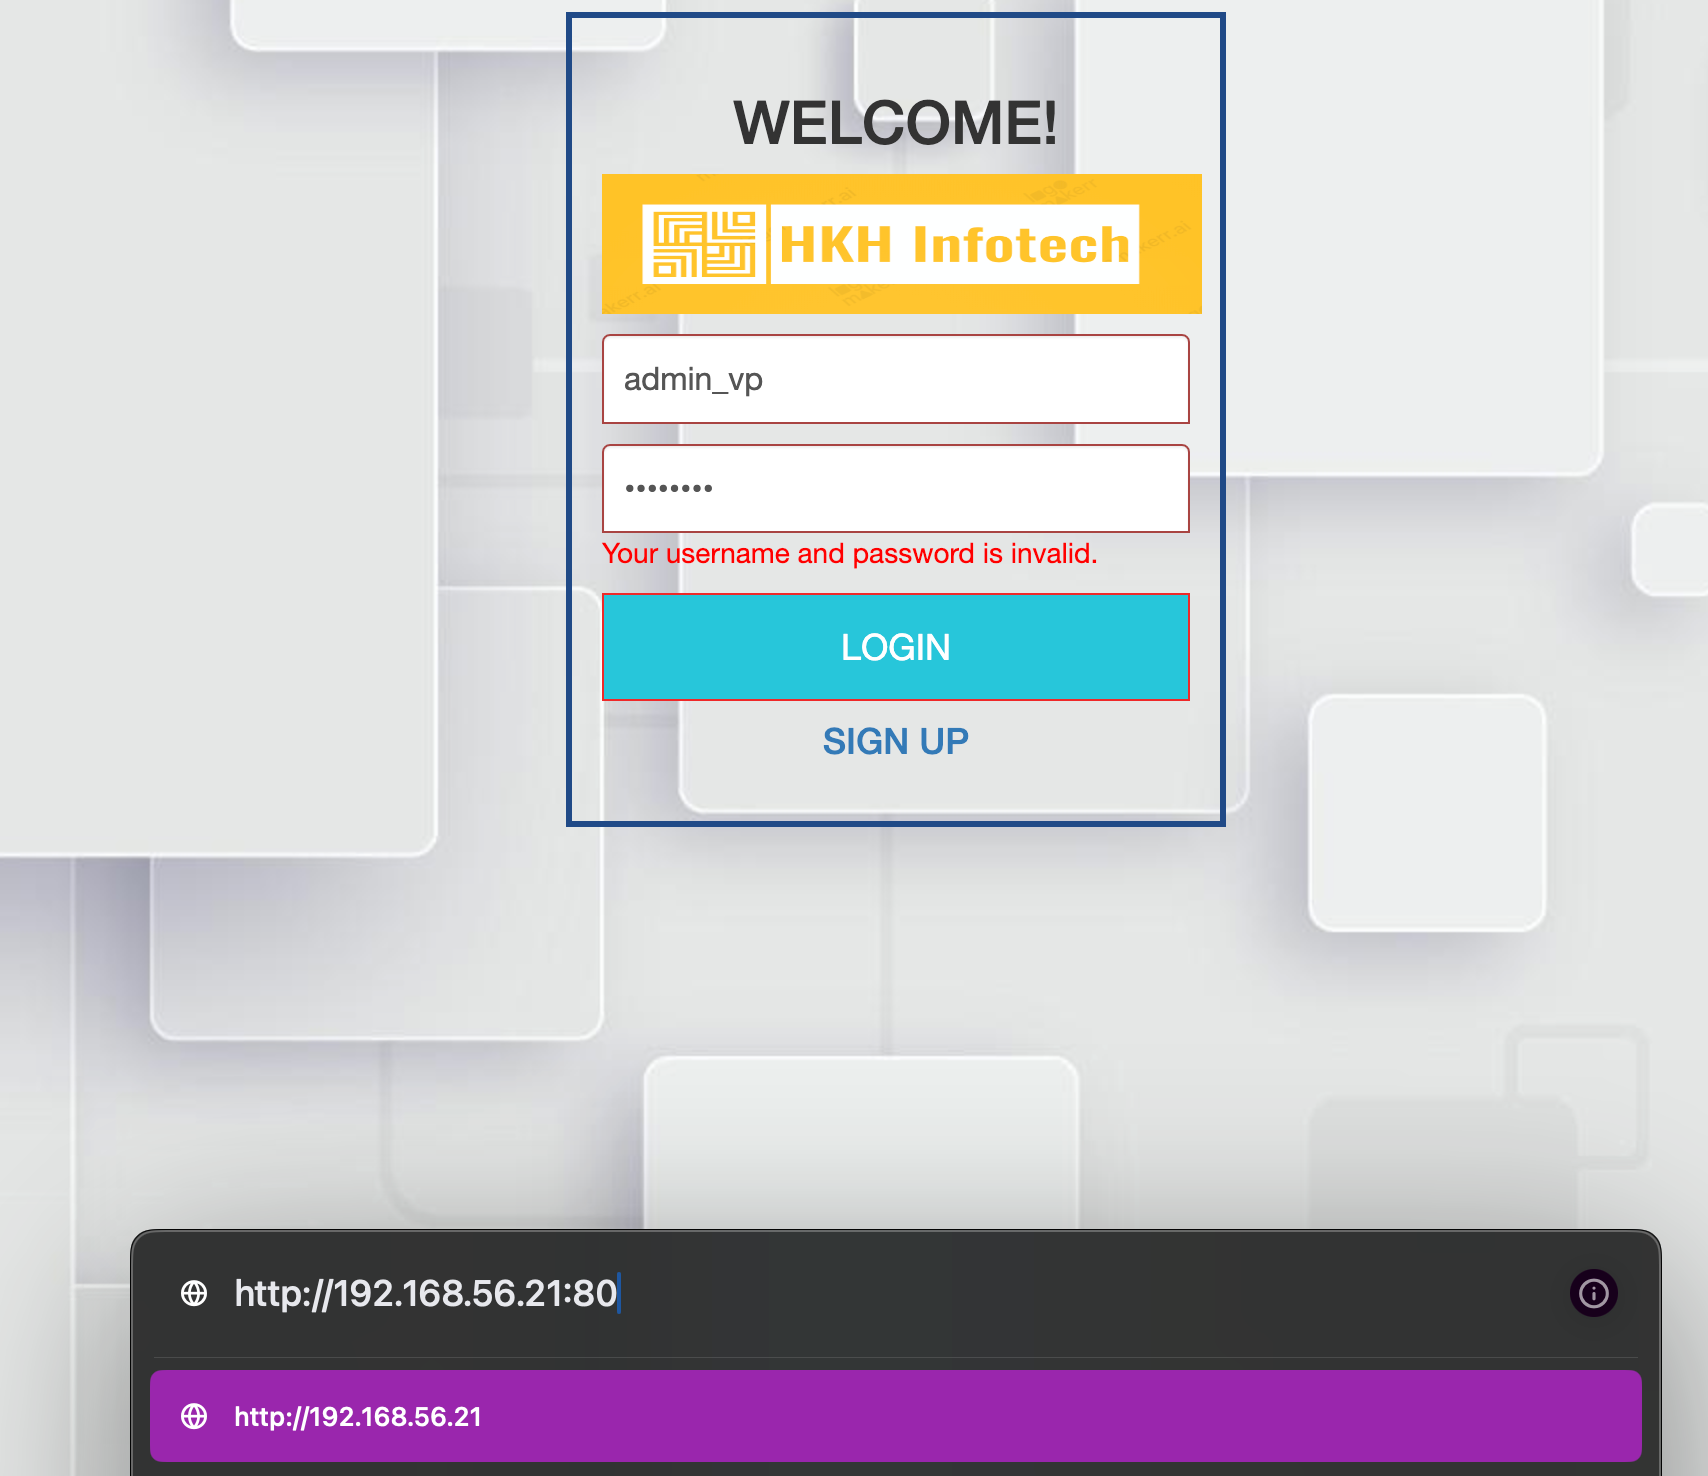 WELCOME!
HKH Infotech
admin_vp
••••••••
Your username and password is invalid.
LOGIN
SIGN UP
http://192.168.56.21:80
http://192.168.56.21